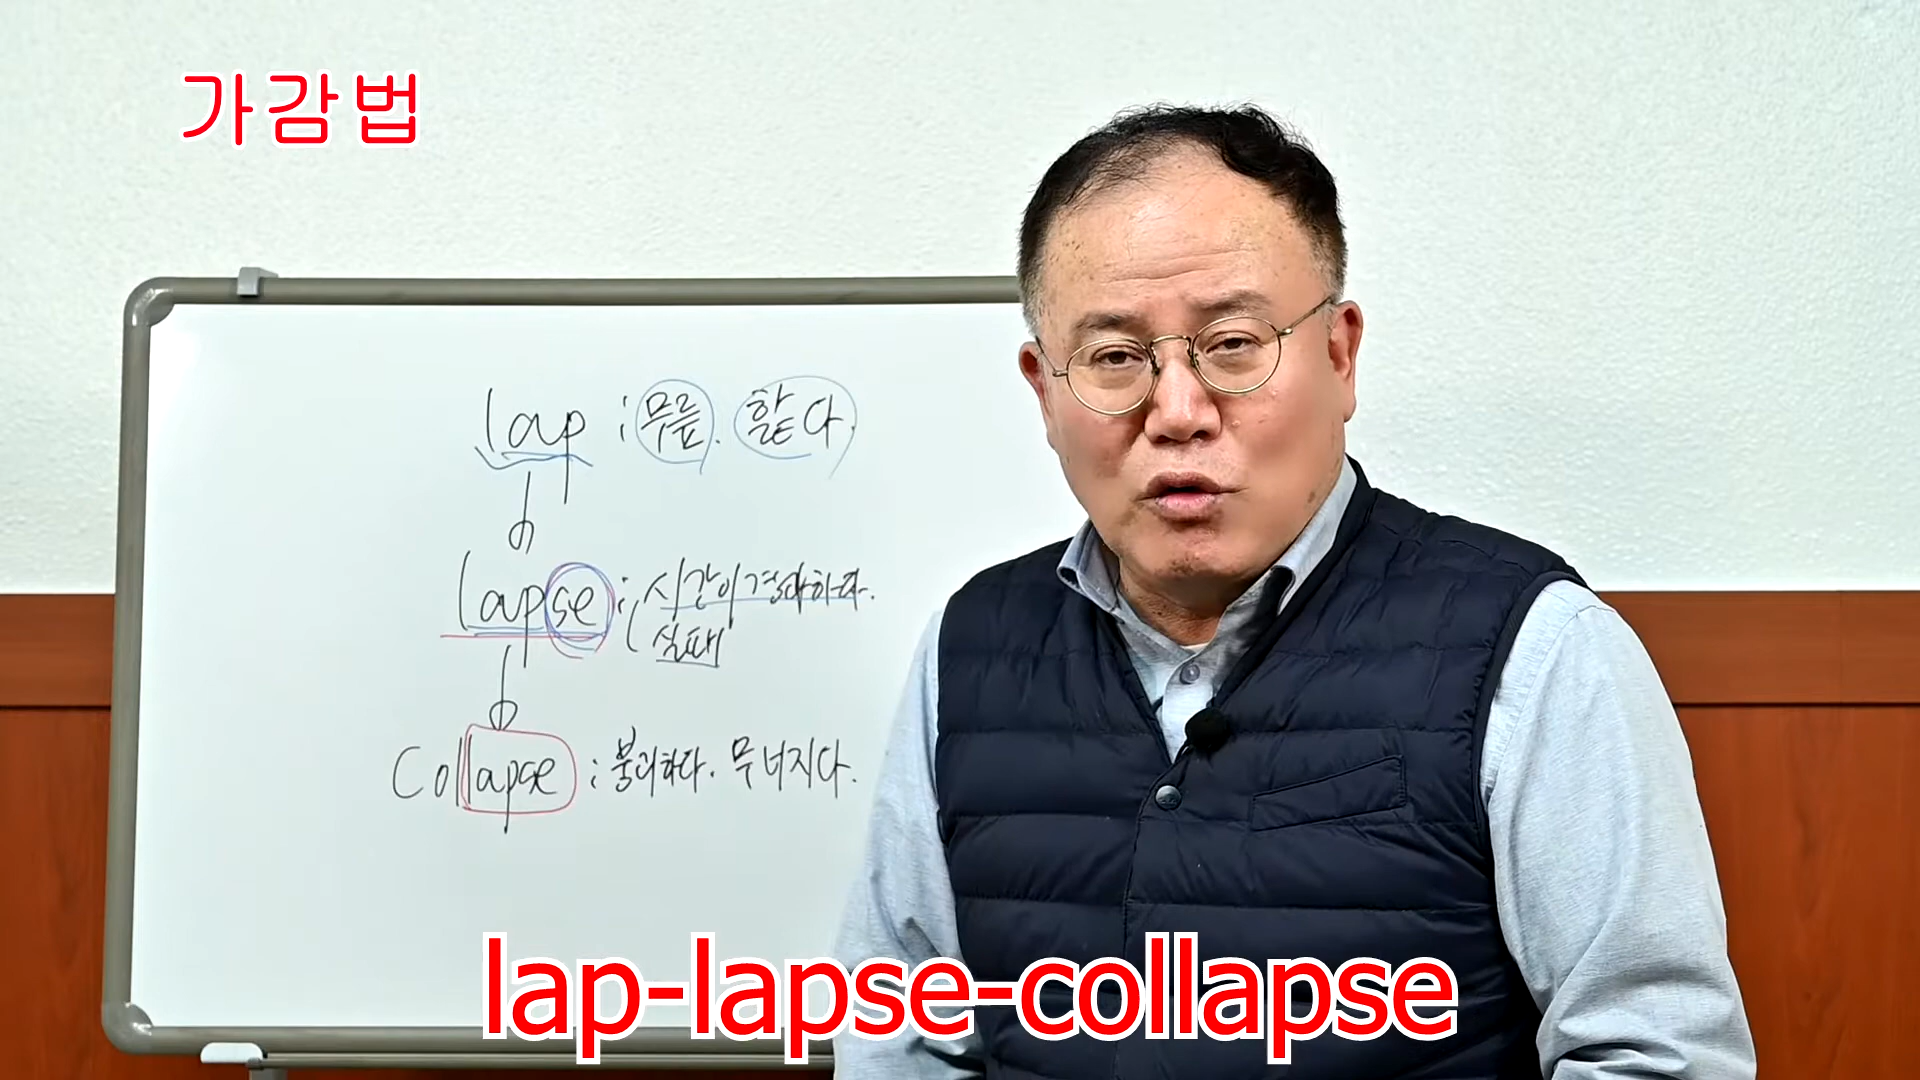 가감법
lap ; 무릎. 핥다.
lapse ; 시간이 경과하다.
실패
Collapse ; 붕괴하다. 무너지다.
lap-lapse-collapse